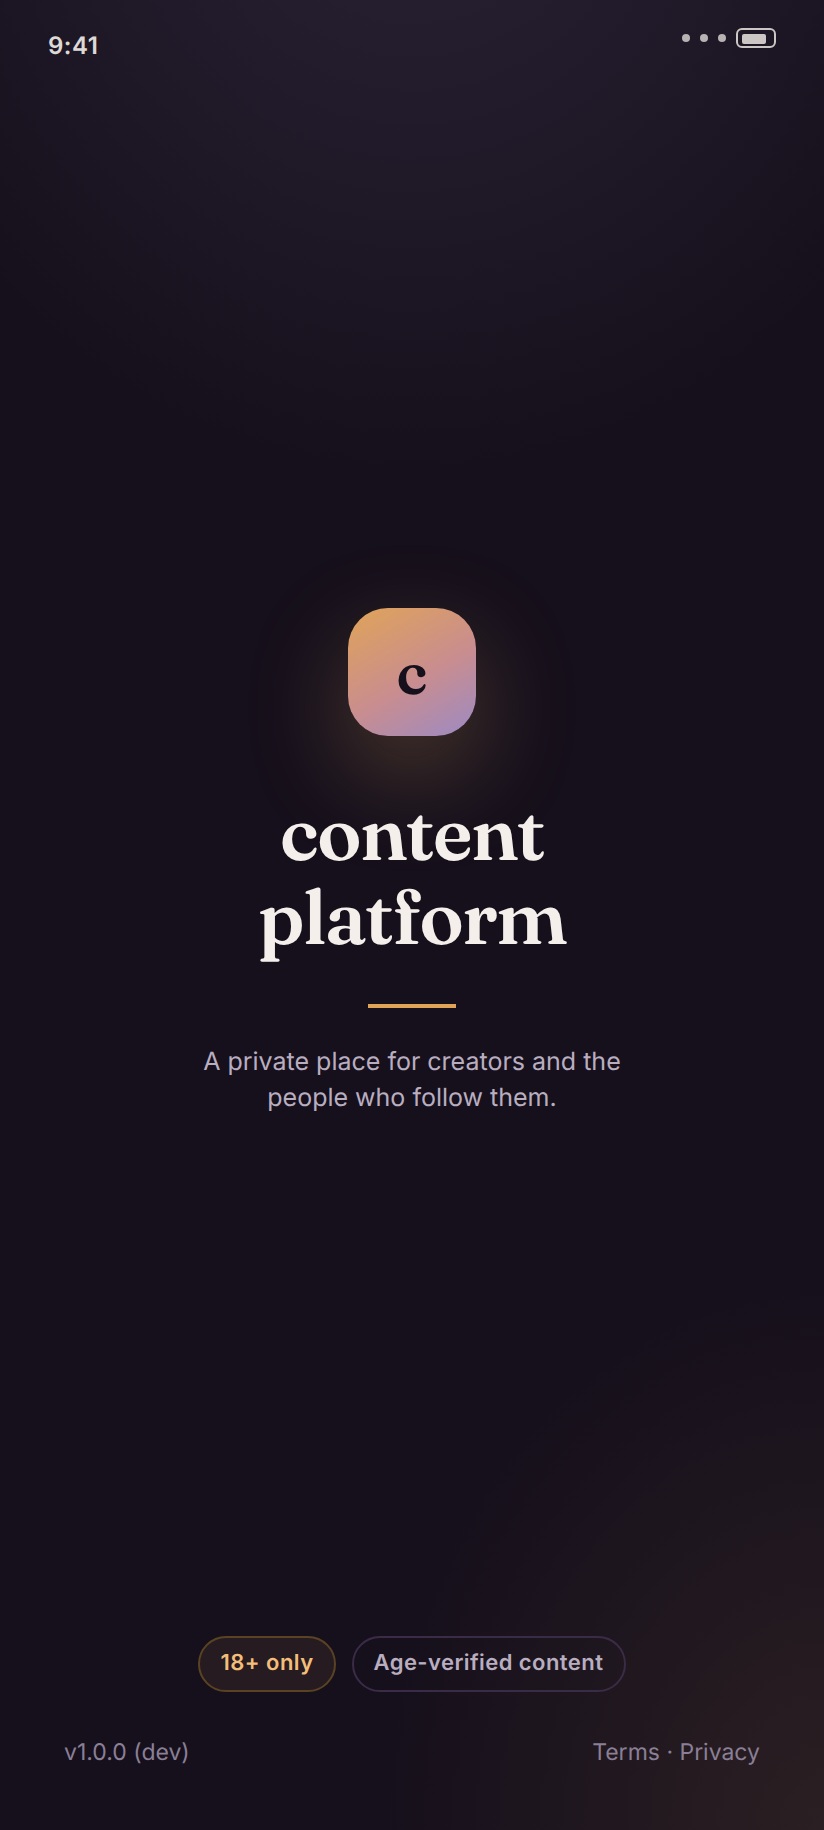 9:41
c
content
platform
A private place for creators and the
people who follow them.
18+ only
Age-verified content
v1.0.0 (dev)
Terms · Privacy